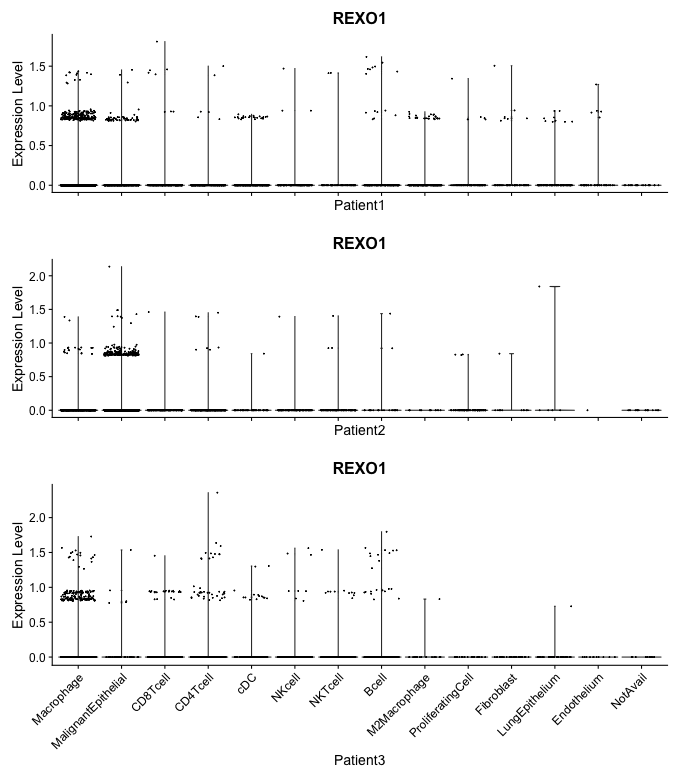 REXO1
Expression Level
1.5
1.0
0.5
0.0
Patient1
REXO1
Expression Level
2.0
1.5
1.0
0.5
0.0
Patient2
REXO1
Expression Level
2.0
1.5
1.0
0.5
0.0
Macrophage
MalignantEpithelial
CD8Tcell
CD4Tcell
cDC
NKcell
NKTcell
Bcell
M2Macrophage
ProliferatingCell
Fibroblast
LungEpithelium
Endothelium
NotAvail
Patient3